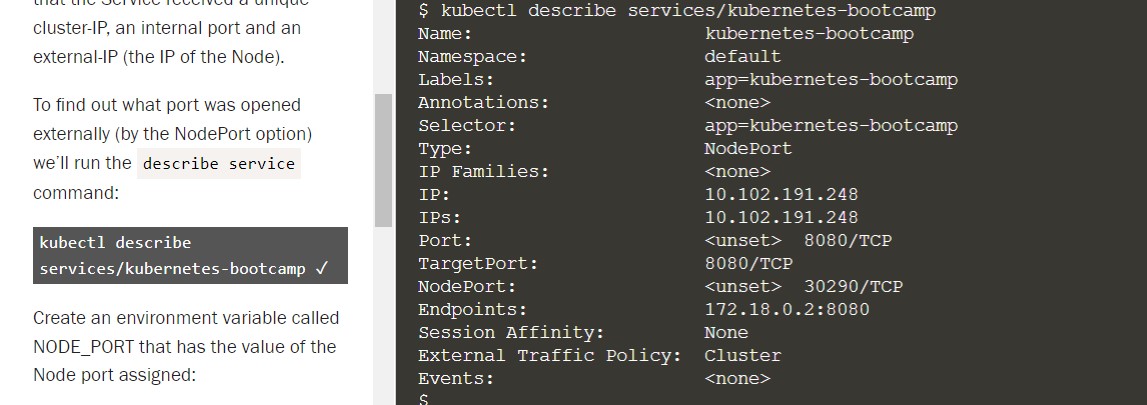 that the Service received a unique
cluster-IP, an internal port and an
external-IP (the IP of the Node).
To find out what port was opened
externally (by the NodePort option)
we'll run the describe service
command:
kubectl describe
services/kubernetes-bootcamp ✓
Create an environment variable called
NODE_PORT that has the value of the
Node port assigned:
$ kubectl describe services/kubernetes-bootcamp
Name: kubernetes-bootcamp
Namespace: default
Labels: app=kubernetes-bootcamp
Annotations: <none>
Selector: app=kubernetes-bootcamp
Type: NodePort
IP Families: <none>
IP: 10.102.191.248
IPs: 10.102.191.248
Port: <unset> 8080/TCP
TargetPort: 8080/TCP
NodePort: <unset> 30290/TCP
Endpoints: 172.18.0.2:8080
Session Affinity: None
External Traffic Policy: Cluster
Events: <none>
$